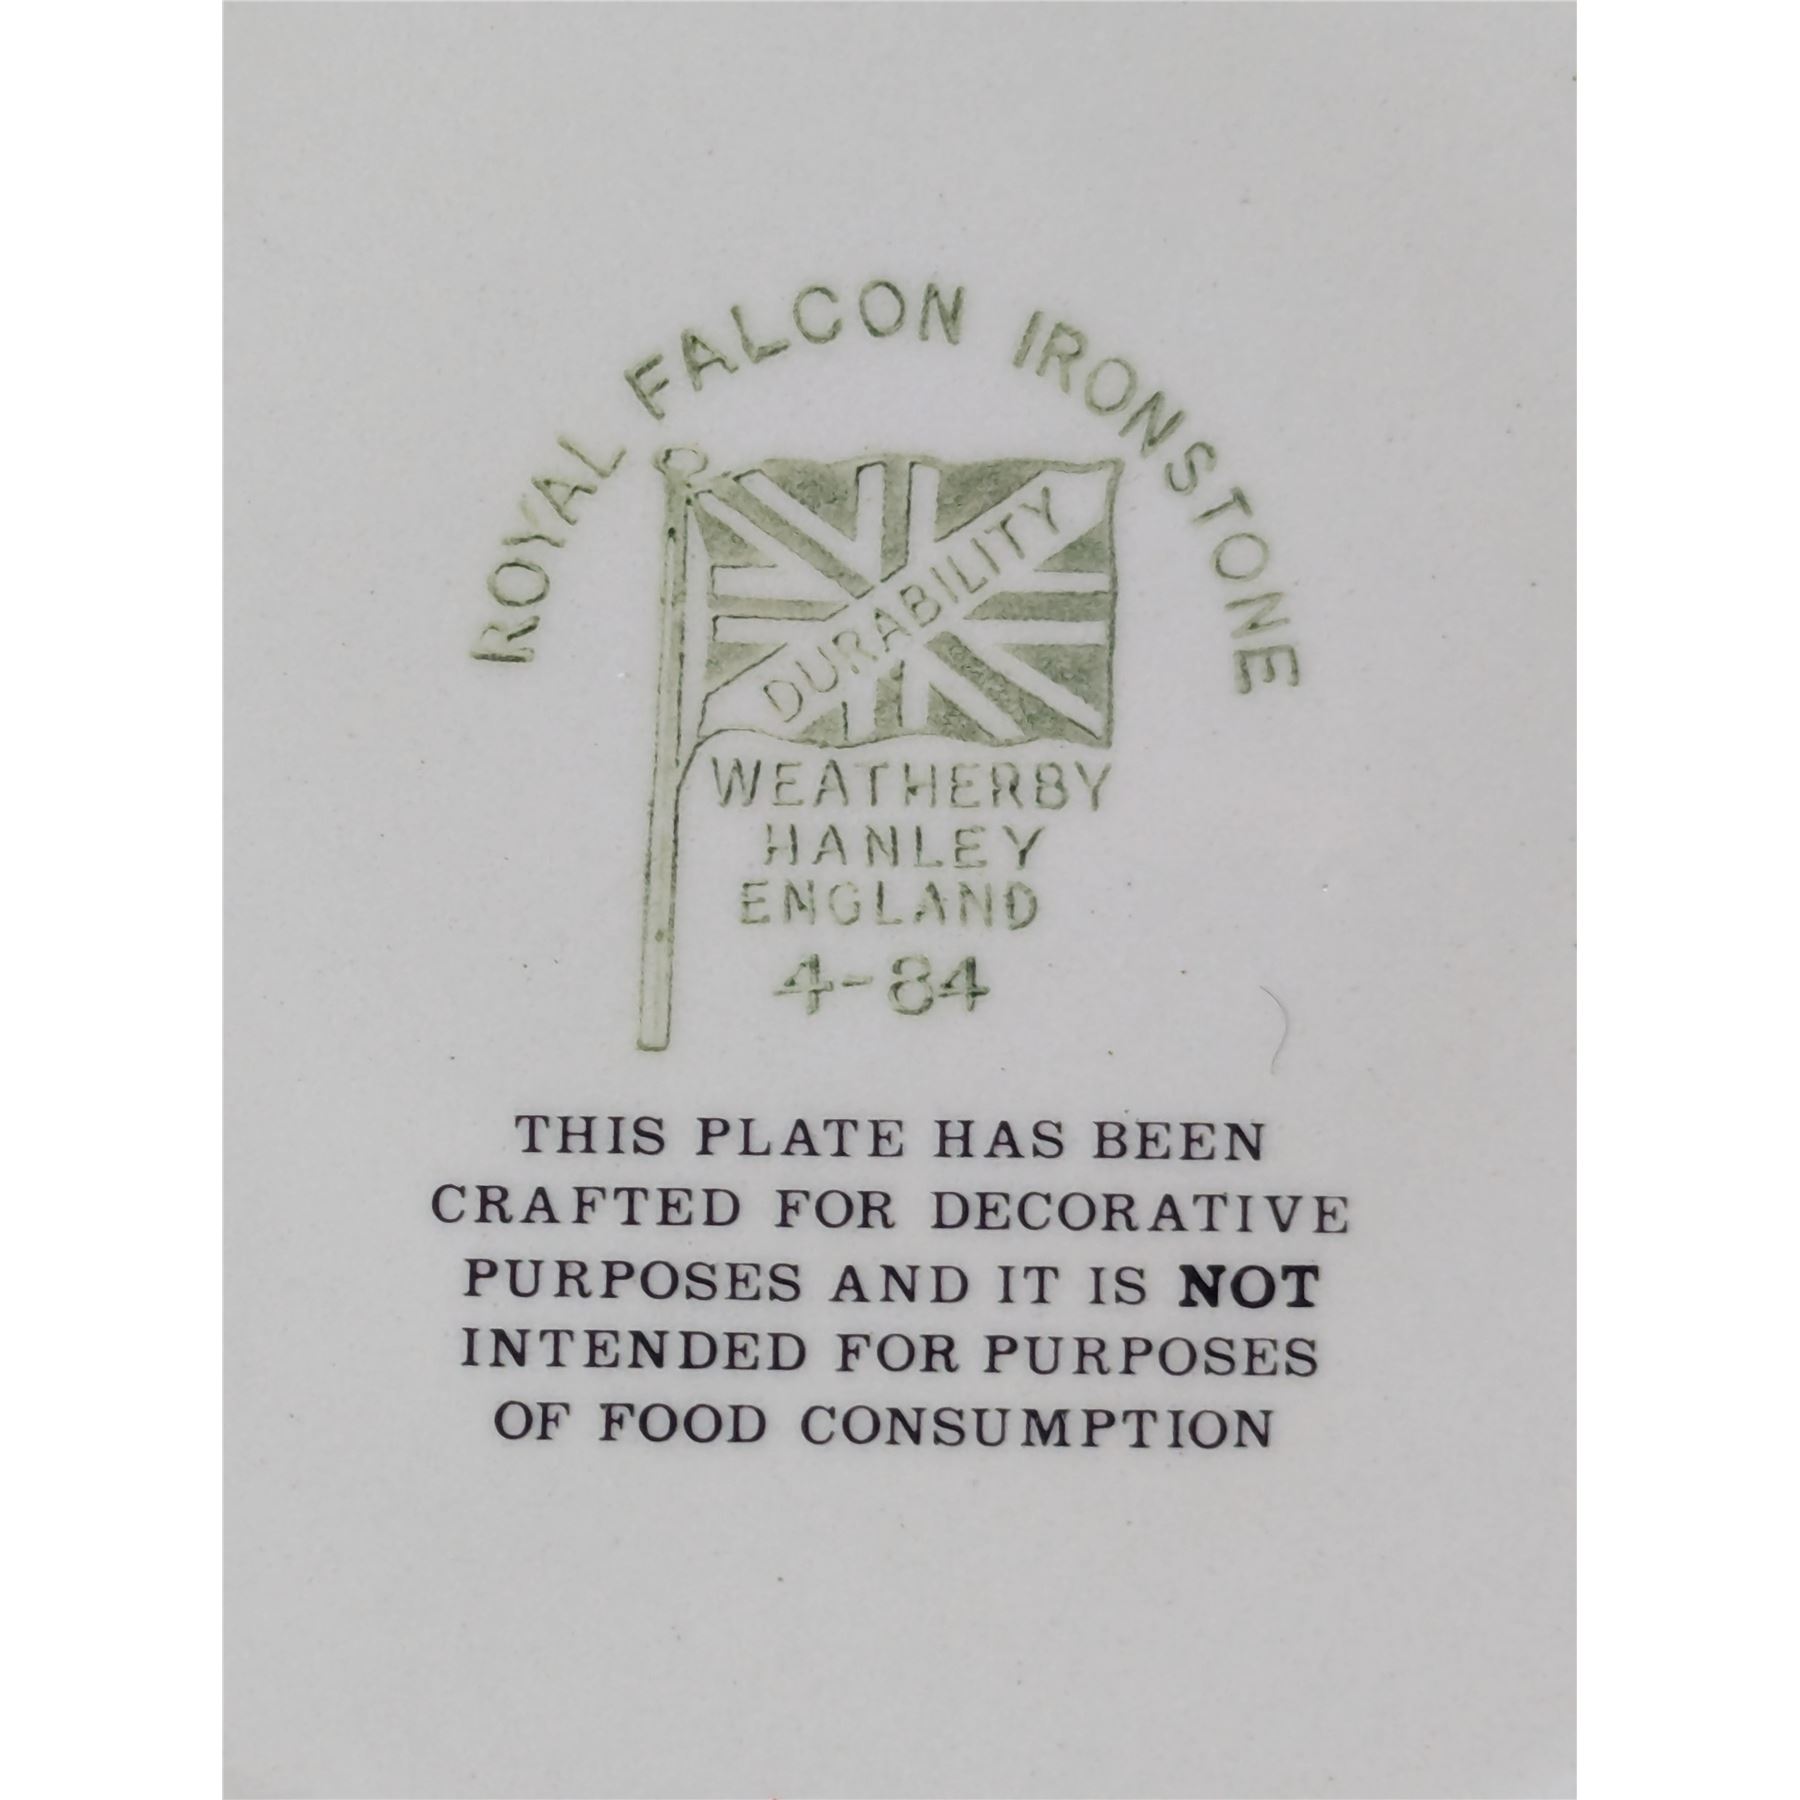 ROYAL FALCON IRONSTONE
DURABILITY
WEATHERBY
HANLEY
ENGLAND
4-84
THIS PLATE HAS BEEN
CRAFTED FOR DECORATIVE
PURPOSES AND IT IS NOT
INTENDED FOR PURPOSES
OF FOOD CONSUMPTION